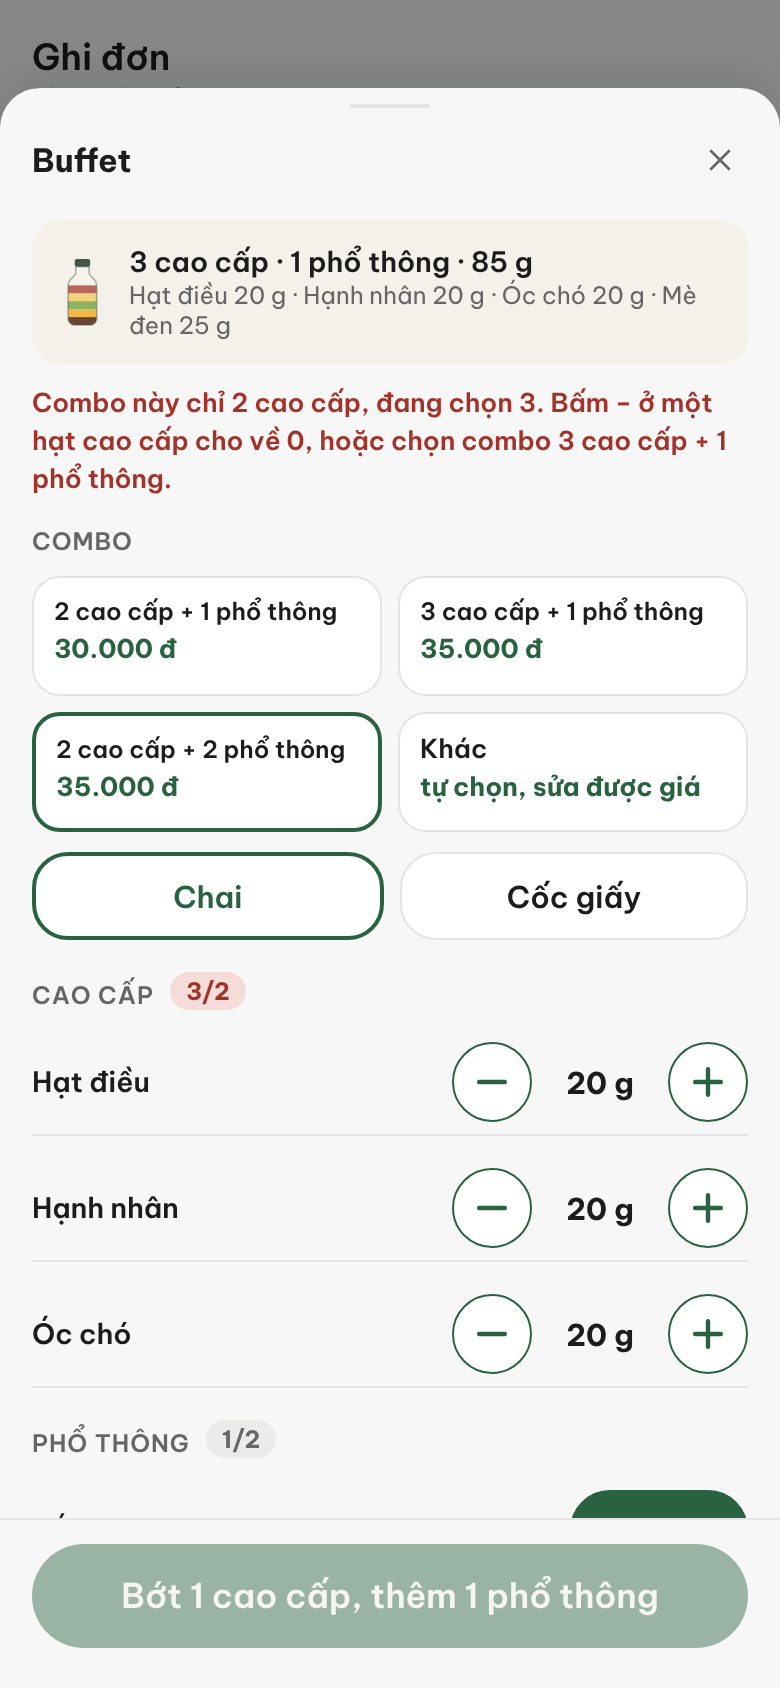 Ghi đơn
Buffet
3 cao cấp · 1 phổ thông · 85 g
Hạt điều 20 g · Hạnh nhân 20 g · Óc chó 20 g · Mè
đen 25 g
Combo này chỉ 2 cao cấp, đang chọn 3. Bấm – ở một
hạt cao cấp cho về 0, hoặc chọn combo 3 cao cấp + 1
phổ thông.
COMBO
2 cao cấp + 1 phổ thông
30.000 đ
3 cao cấp + 1 phổ thông
35.000 đ
2 cao cấp + 2 phổ thông
35.000 đ
Khác
tự chọn, sửa được giá
Chai
Cốc giấy
CAO CẤP 3/2
Hạt điều − 20 g +
Hạnh nhân − 20 g +
Óc chó − 20 g +
PHỔ THÔNG 1/2
Bớt 1 cao cấp, thêm 1 phổ thông